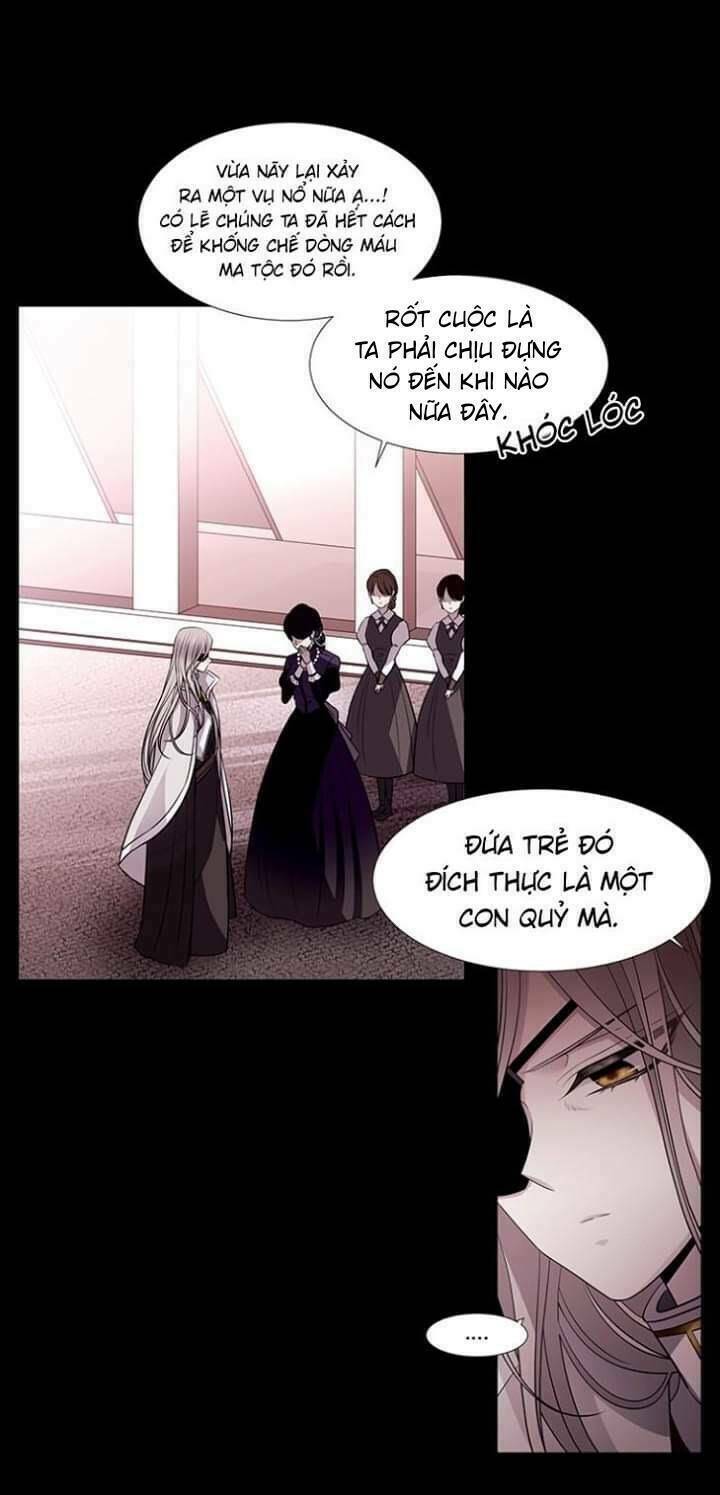 VỪA NÃY LẠI XẢY
RA MỘT VỤ NỔ NỮA Ạ...!
CÓ LẼ CHÚNG TA ĐÃ HẾT CÁCH
ĐỂ KHỐNG CHẾ DÒNG MÁU
MA TỘC ĐÓ RỒI.
RỐT CUỘC LÀ
TA PHẢI CHỊU ĐỰNG
NÓ ĐẾN KHI NÀO
NỮA ĐÂY.
KHÓC LÓC
ĐỨA TRẺ ĐÓ
ĐÍCH THỰC LÀ MỘT
CON QUỶ MÀ.
....